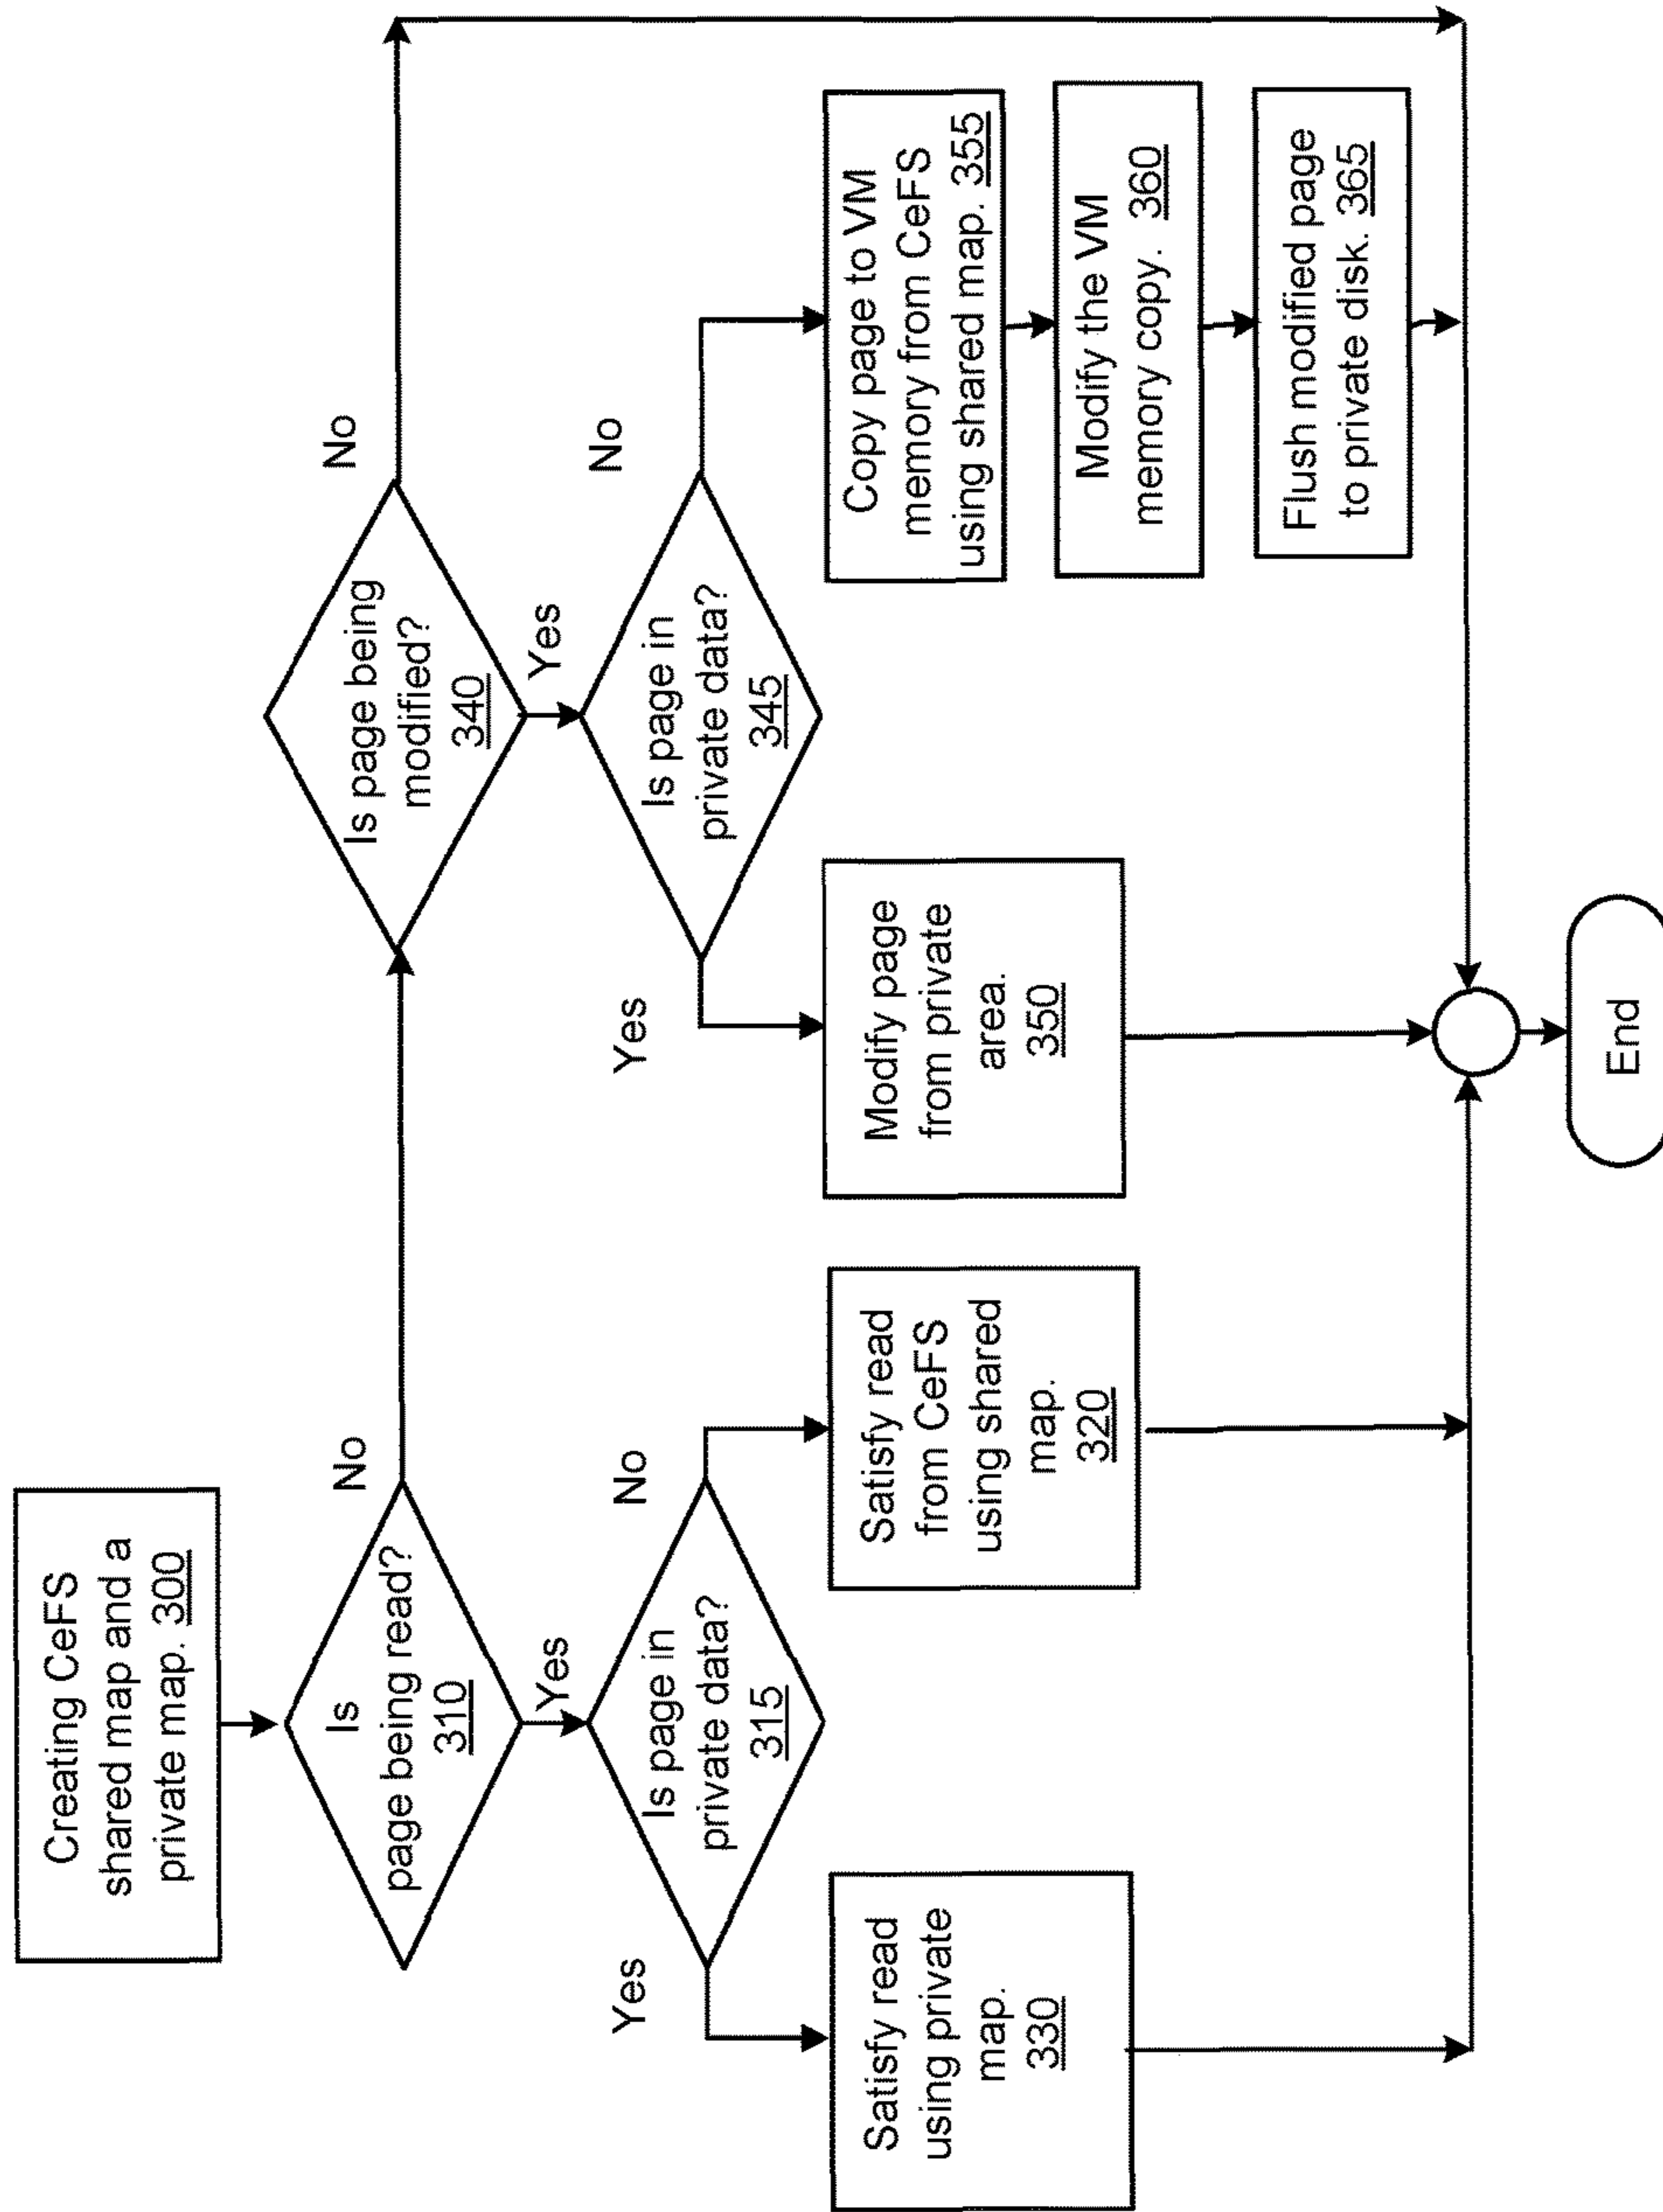 Creating CeFS
shared map and a
private map. 300
Is
page being read?
310
No
Yes
Is page in
private data?
315
Yes
No
Satisfy read
using private
map.
330
Satisfy read
from CeFS
using shared
map.
320
Is page being
modified?
340
No
Yes
Is page in
private data?
345
Yes
No
Modify page
from private
area.
350
Copy page to VM
memory from CeFS
using shared map. 355
Modify the VM
memory copy. 360
Flush modified page
to private disk. 365
End